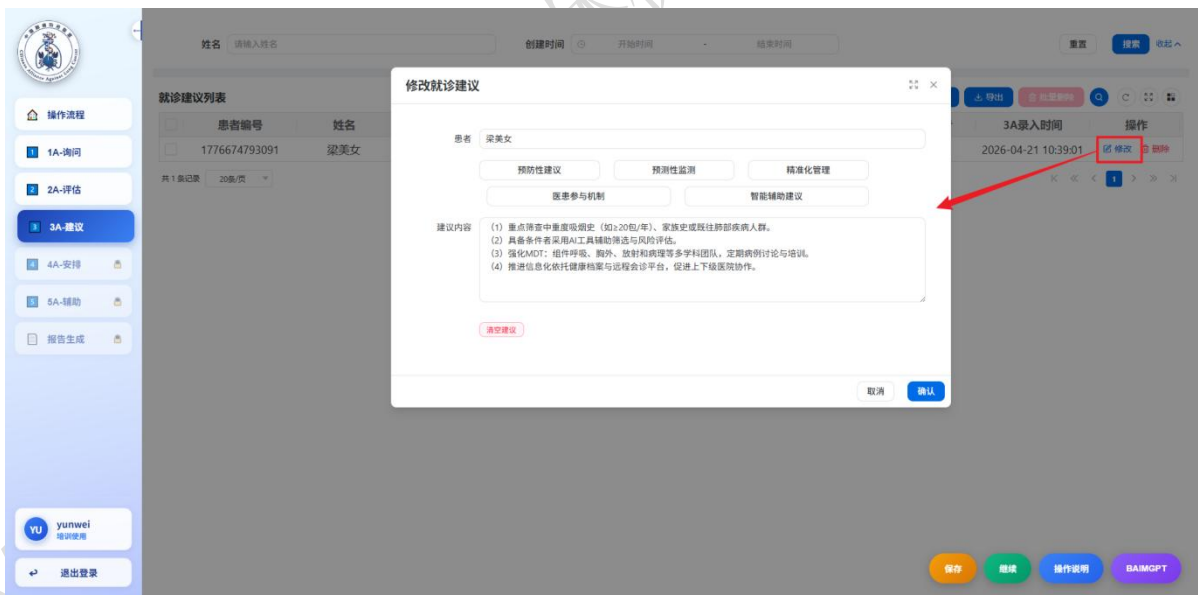 姓名 请输入姓名 创建时间 开始时间 - 结束时间 重置 搜索 收起
操作流程
1 1A-询问
2 2A-评估
3 3A-建议
4 4A-安排
5 5A-辅助
报告生成
YU yunwei
培训使用
退出登录
就诊建议列表 导出 批量删除
患者编号 姓名 3A录入时间 操作
1776674793091 梁美女 2026-04-21 10:39:01 修改 删除
共1条记录 20条/页 1
修改就诊建议
患者 梁美女
预防性建议 预测性监测 精准化管理
医患参与机制 智能辅助建议
建议内容
(1) 重点筛查中重度吸烟史（如≥20包/年）、家族史或既往肺部疾病人群。
(2) 具备条件者采用AI工具辅助筛选与风险评估。
(3) 强化MDT：组件呼吸、胸外、放射和病理等多学科团队，定期病例讨论与培训。
(4) 推进信息化依托健康档案与远程会诊平台，促进上下级医院协作。
清空建议
取消 确认
保存 继续 操作说明 BAIMGPT